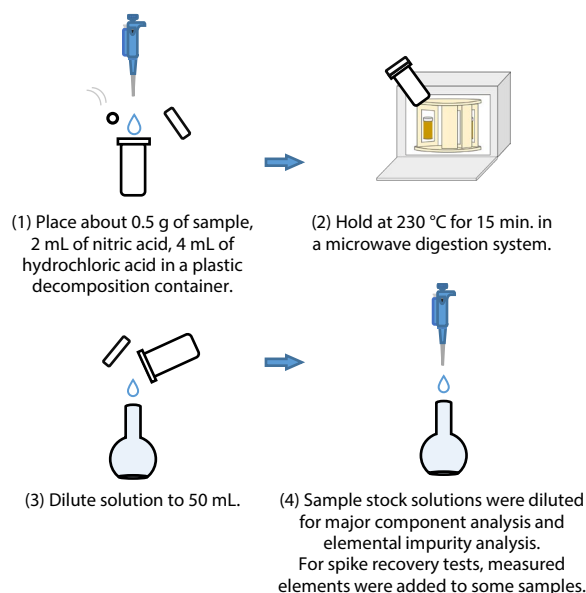 (1) Place about 0.5 g of sample,
2 mL of nitric acid, 4 mL of
hydrochloric acid in a plastic
decomposition container.
(2) Hold at 230 °C for 15 min. in
a microwave digestion system.
(3) Dilute solution to 50 mL.
(4) Sample stock solutions were diluted
for major component analysis and
elemental impurity analysis.
For spike recovery tests, measured
elements were added to some samples.